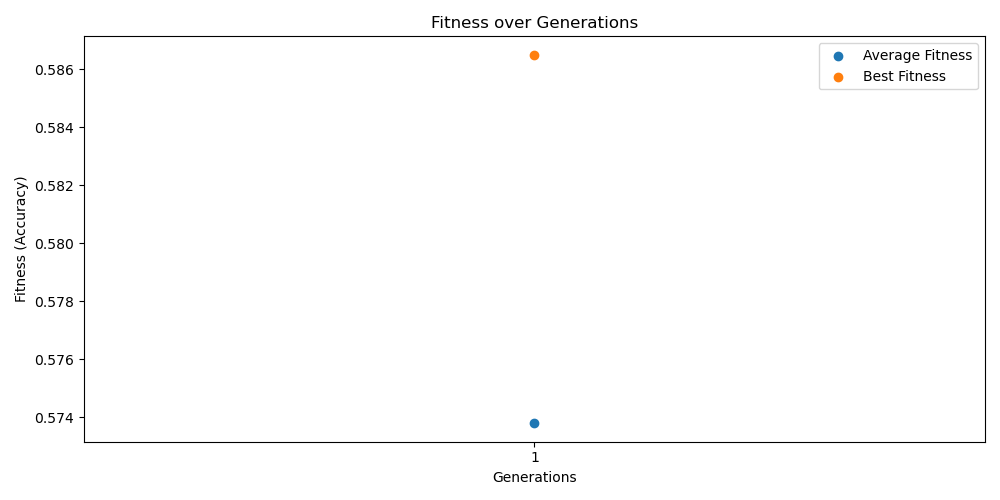 Fitness over Generations
Average Fitness
Best Fitness
0.586
0.584
0.582
0.580
0.578
0.576
0.574
Fitness (Accuracy)
1
Generations